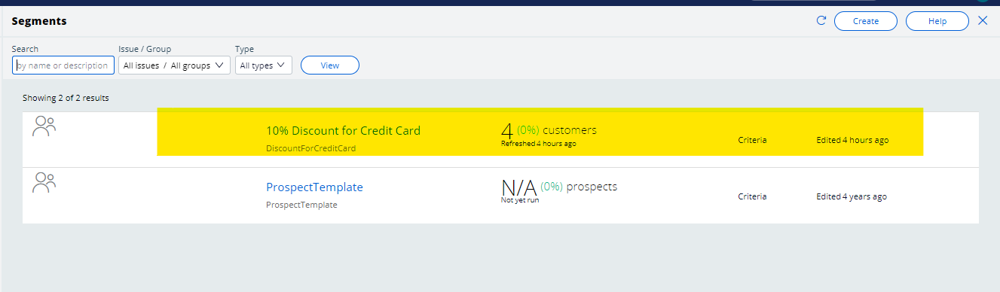 Segments
Create
Help
Search
Issue / Group
Type
by name or description
All issues / All groups
All types
View
Showing 2 of 2 results
10% Discount for Credit Card
DiscountForCreditCard
4 (0%) customers
Refreshed 4 hours ago
Criteria
Edited 4 hours ago
ProspectTemplate
ProspectTemplate
N/A (0%) prospects
Not yet run
Criteria
Edited 4 years ago